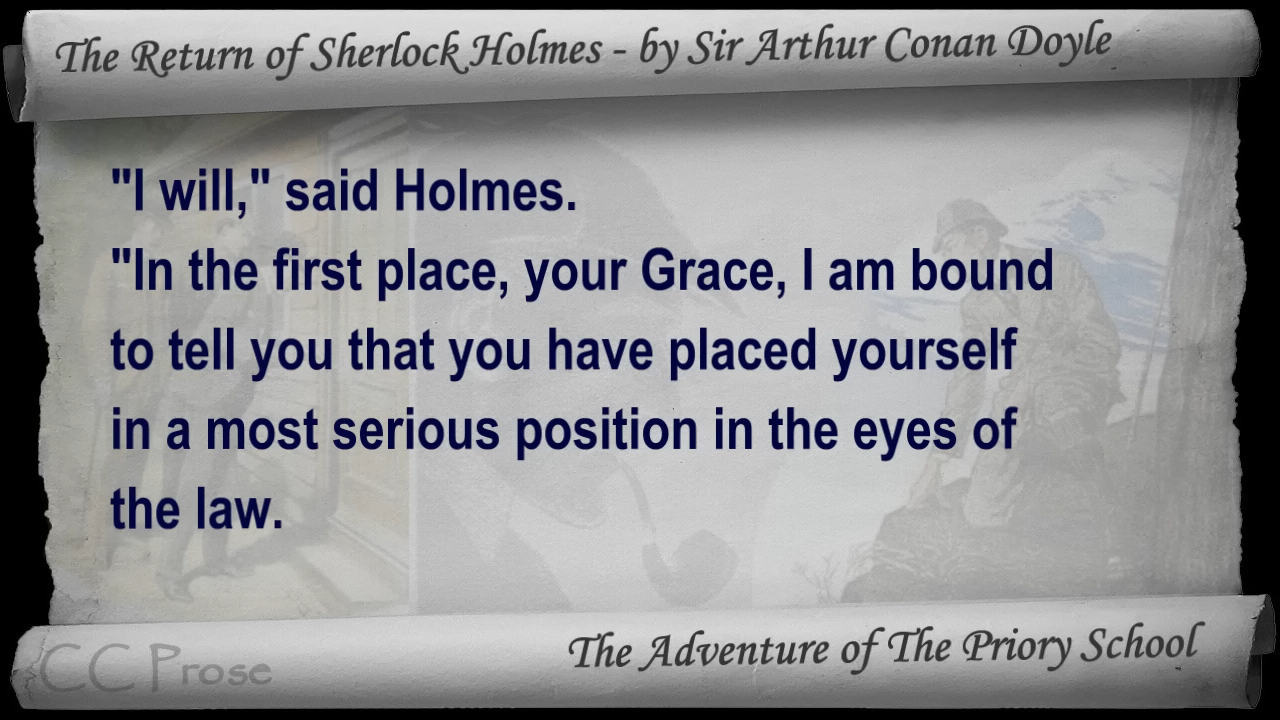 The Return of Sherlock Holmes - by Sir Arthur Conan Doyle
"I will," said Holmes.
"In the first place, your Grace, I am bound
to tell you that you have placed yourself
in a most serious position in the eyes of
the law.
CC Prose
The Adventure of The Priory School